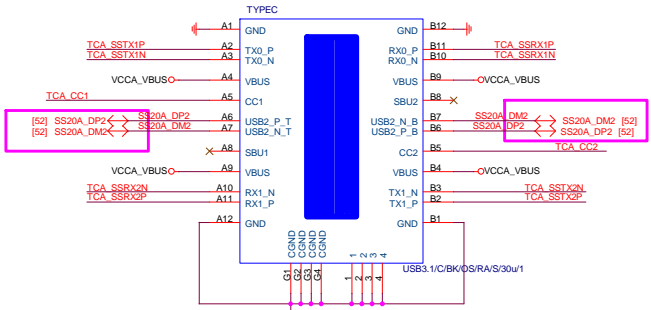 TYPEC
A1 GND GND B12
TCA_SSTX1P A2 TX0_P RX0_P B11 TCA_SSRX1P
TCA_SSTX1N A3 TX0_N RX0_N B10 TCA_SSRX1N
VCCA_VBUS A4 VBUS VBUS B9 VCCA_VBUS
TCA_CC1 A5 CC1 SBU2 B8
[52] SS20A_DP2 SS20A_DP2 A6 USB2_P_T USB2_N_B B7 SS20A_DM2 SS20A_DM2 [52]
[52] SS20A_DM2 SS20A_DM2 A7 USB2_N_T USB2_P_B B6 SS20A_DP2 SS20A_DP2 [52]
A8 SBU1 CC2 B5 TCA_CC2
VCCA_VBUS A9 VBUS VBUS B4 VCCA_VBUS
TCA_SSRX2N A10 RX1_N TX1_N B3 TCA_SSTX2N
TCA_SSRX2P A11 RX1_P TX1_P B2 TCA_SSTX2P
A12 GND GND B1
CGND CGND CGND CGND 1 2 3 4
G1 G2 G3 G4 1 2 3 4
USB3.1/C/BK/OS/RA/S/30u/1